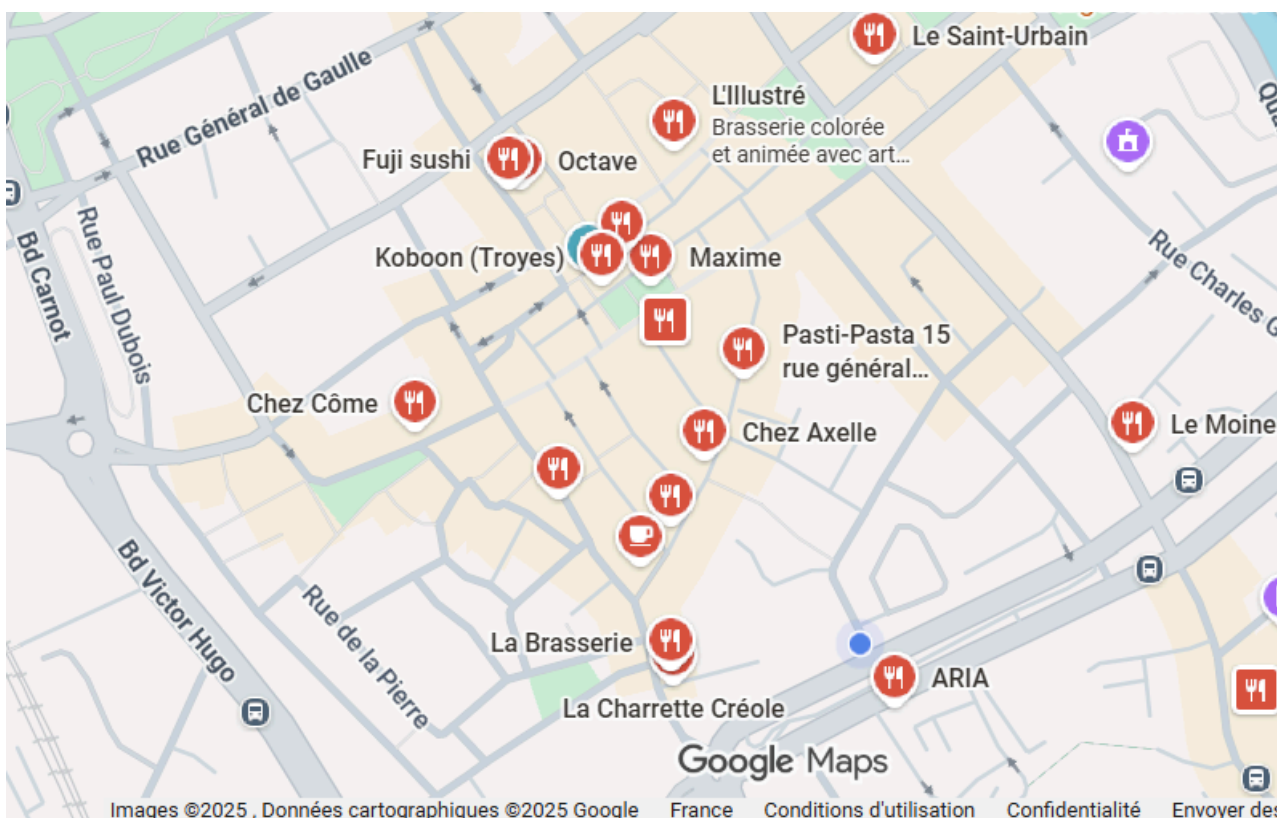 Le Saint-Urbain
Rue Général de Gaulle
L'Illustré
Brasserie colorée
et animée avec art...
Fuji sushi
Octave
Koboon (Troyes)
Maxime
Bd Carnot
Rue Paul Dubois
Rue Charles G
Pasti-Pasta 15
rue général...
Chez Côme
Chez Axelle
Le Moine
Bd Victor Hugo
Rue de la Pierre
La Brasserie
ARIA
La Charrette Créole
Google Maps
Images ©2025 , Données cartographiques ©2025 Google France Conditions d'utilisation Confidentialité Envoyer des